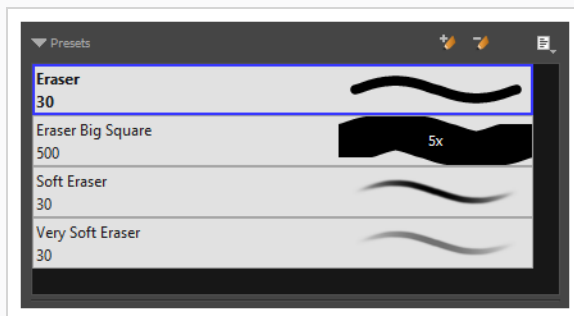 Presets
Eraser
30
Eraser Big Square
500
5x
Soft Eraser
30
Very Soft Eraser
30